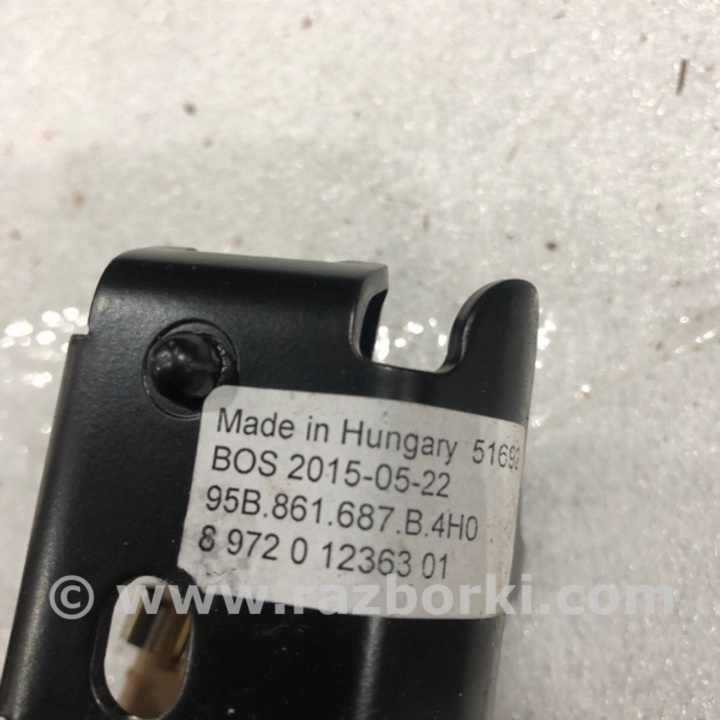 Made in Hungary 51692
BOS 2015-05-22
95B.861.687.B.4H0
8 972 0 12363 01
© www.razborki.com